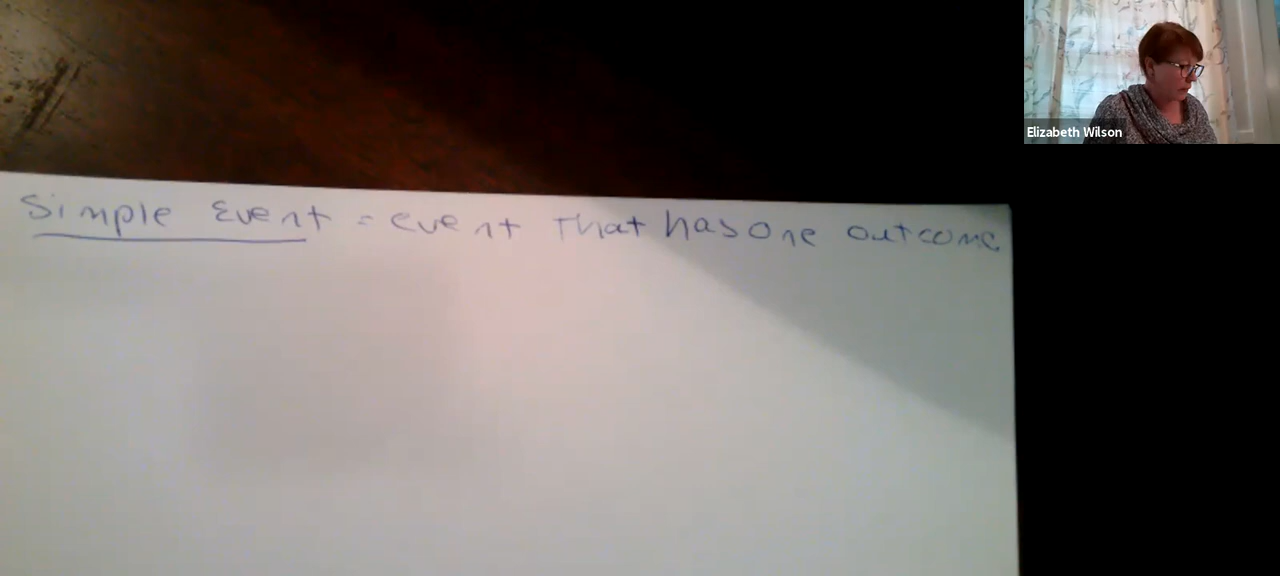 Elizabeth Wilson
Simple Event = event That has one outcome